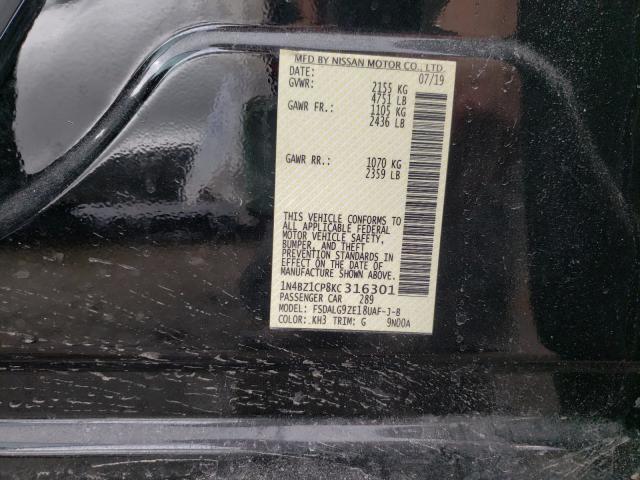 MFD BY NISSAN MOTOR CO., LTD.
DATE: 07/19
GVWR: 2155 KG
4751 LB
GAWR FR.: 1105 KG
2436 LB
GAWR RR.: 1070 KG
2359 LB
THIS VEHICLE CONFORMS TO
ALL APPLICABLE FEDERAL
MOTOR VEHICLE SAFETY,
BUMPER, AND THEFT
PREVENTION STANDARDS IN
EFFECT ON THE DATE OF
MANUFACTURE SHOWN ABOVE.
1N4BZ1CP8KC316301
PASSENGER CAR 289
MODEL: FSDALG9ZE18UAF-J-B
COLOR: KH3 TRIM: G 9N00A